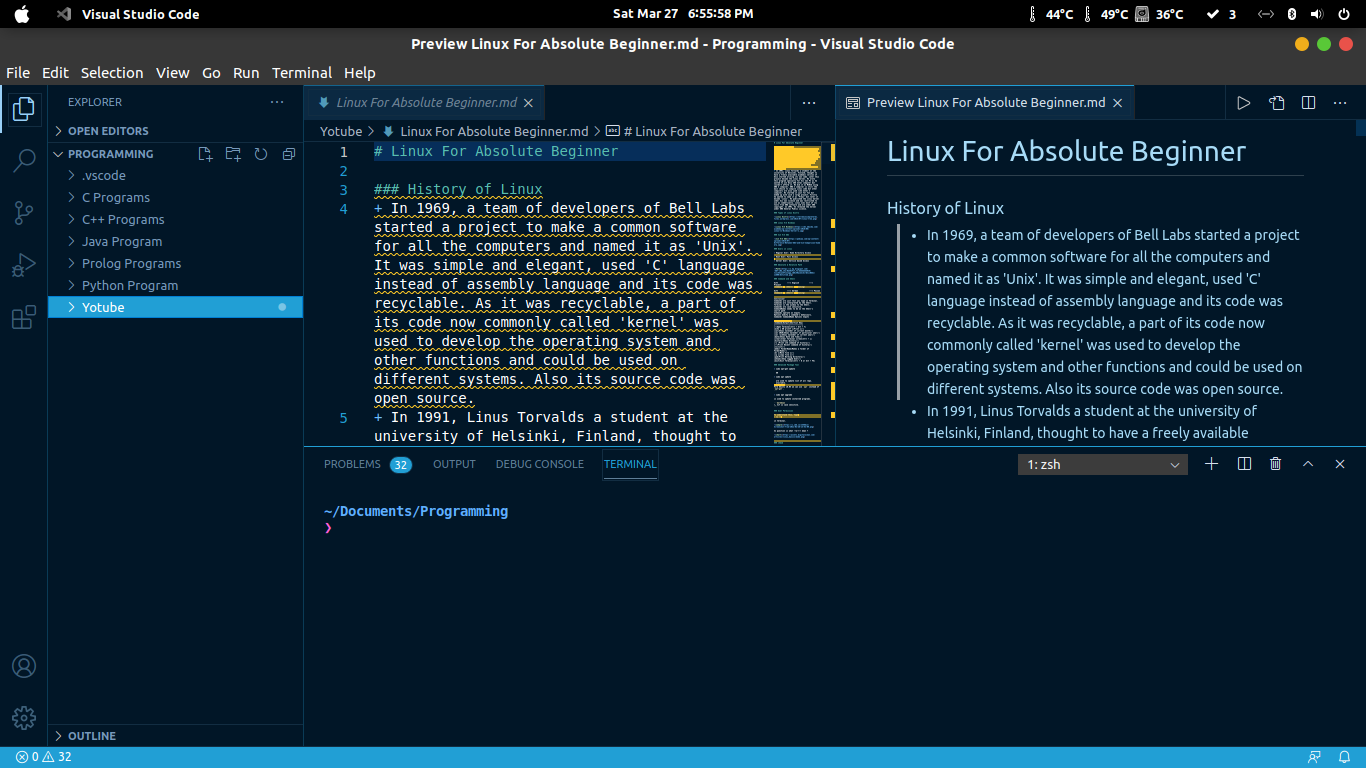 Visual Studio Code
Sat Mar 27 6:55:58 PM
44°C 49°C 36°C 3
Preview Linux For Absolute Beginner.md - Programming - Visual Studio Code
File Edit Selection View Go Run Terminal Help
EXPLORER
OPEN EDITORS
PROGRAMMING
.vscode
C Programs
C++ Programs
Java Program
Prolog Programs
Python Program
Yotube
OUTLINE
Linux For Absolute Beginner.md
Yotube > Linux For Absolute Beginner.md > # Linux For Absolute Beginner
1 # Linux For Absolute Beginner
2
3 ### History of Linux
4 + In 1969, a team of developers of Bell Labs
started a project to make a common software
for all the computers and named it as 'Unix'.
It was simple and elegant, used 'C' language
instead of assembly language and its code was
recyclable. As it was recyclable, a part of
its code now commonly called 'kernel' was
used to develop the operating system and
other functions and could be used on
different systems. Also its source code was
open source.
5 + In 1991, Linus Torvalds a student at the
university of Helsinki, Finland, thought to
Preview Linux For Absolute Beginner.md
Linux For Absolute Beginner
History of Linux
• In 1969, a team of developers of Bell Labs started a project
to make a common software for all the computers and
named it as 'Unix'. It was simple and elegant, used 'C'
language instead of assembly language and its code was
recyclable. As it was recyclable, a part of its code now
commonly called 'kernel' was used to develop the
operating system and other functions and could be used on
different systems. Also its source code was open source.
• In 1991, Linus Torvalds a student at the university of
Helsinki, Finland, thought to have a freely available
PROBLEMS 32 OUTPUT DEBUG CONSOLE TERMINAL
1: zsh
~/Documents/Programming
❯
0 32